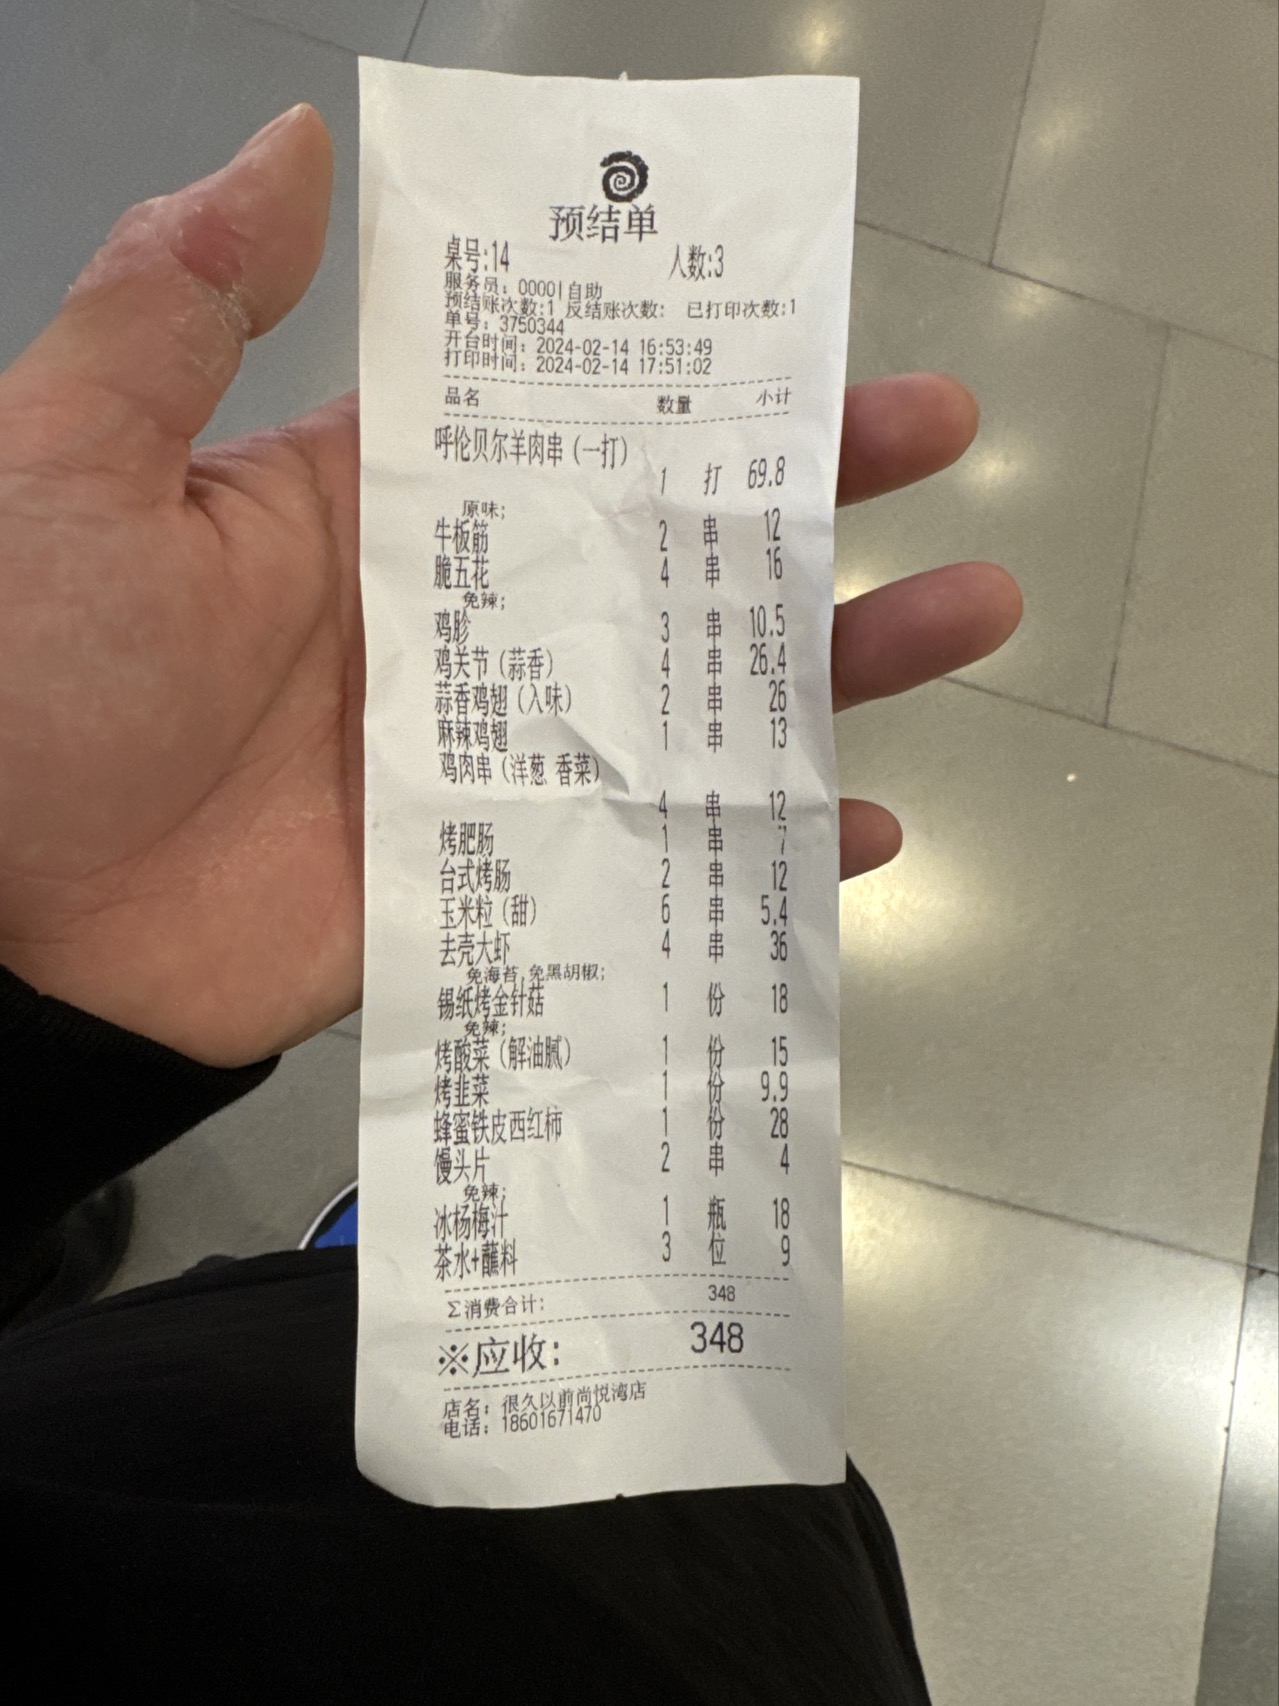 预结单
桌号:14 人数:3
服务员: 0000|自助
预结账次数:1 反结账次数: 已打印次数:1
单号: 3750344
开台时间: 2024-02-14 16:53:49
打印时间: 2024-02-14 17:51:02
品名 数量 小计
呼伦贝尔羊肉串(一打)
1 打 69.8
原味;
牛板筋 2 串 12
脆五花 4 串 16
免辣;
鸡胗 3 串 10.5
鸡关节(蒜香) 4 串 26.4
蒜香鸡翅(入味) 2 串 26
麻辣鸡翅 1 串 13
鸡肉串(洋葱 香菜)
4 串 12
烤肥肠 1 串 7
台式烤肠 2 串 12
玉米粒(甜) 6 串 5.4
去壳大虾 4 串 36
免海苔,免黑胡椒;
锡纸烤金针菇 1 份 18
免辣;
烤酸菜(解油腻) 1 份 15
烤韭菜 1 份 9.9
蜂蜜铁皮西红柿 1 份 28
馒头片 2 串 4
免辣;
冰杨梅汁 1 瓶 18
茶水+蘸料 3 位 9
∑消费合计: 348
※应收: 348
店名: 很久以前尚悦湾店
电话: 18601671470